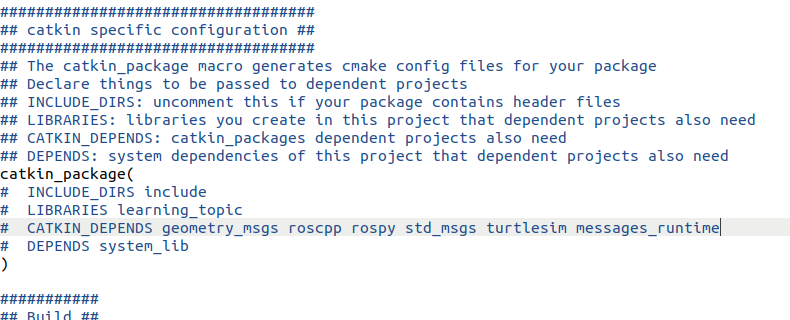 ###################################
## catkin specific configuration ##
###################################
## The catkin_package macro generates cmake config files for your package
## Declare things to be passed to dependent projects
## INCLUDE_DIRS: uncomment this if your package contains header files
## LIBRARIES: libraries you create in this project that dependent projects also need
## CATKIN_DEPENDS: catkin_packages dependent projects also need
## DEPENDS: system dependencies of this project that dependent projects also need
catkin_package(
#  INCLUDE_DIRS include
#  LIBRARIES learning_topic
#  CATKIN_DEPENDS geometry_msgs roscpp rospy std_msgs turtlesim messages_runtime
#  DEPENDS system_lib
)
###########
## Build ##